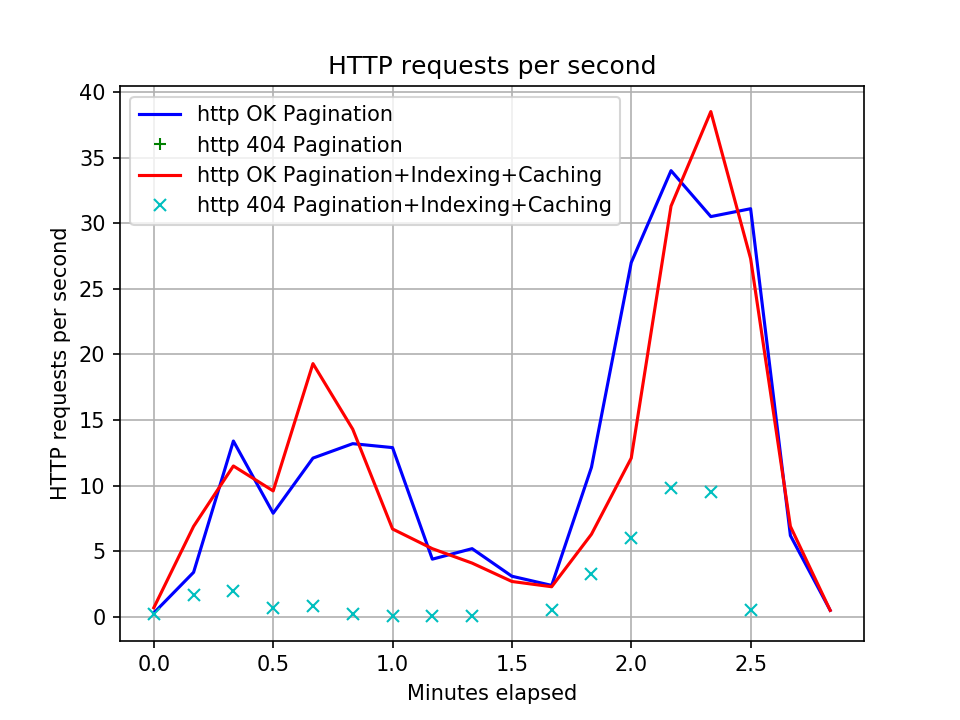 HTTP requests per second
40
35
30
25
20
15
10
5
0
HTTP requests per second
http OK Pagination
http 404 Pagination
http OK Pagination+Indexing+Caching
http 404 Pagination+Indexing+Caching
0.0 0.5 1.0 1.5 2.0 2.5
Minutes elapsed